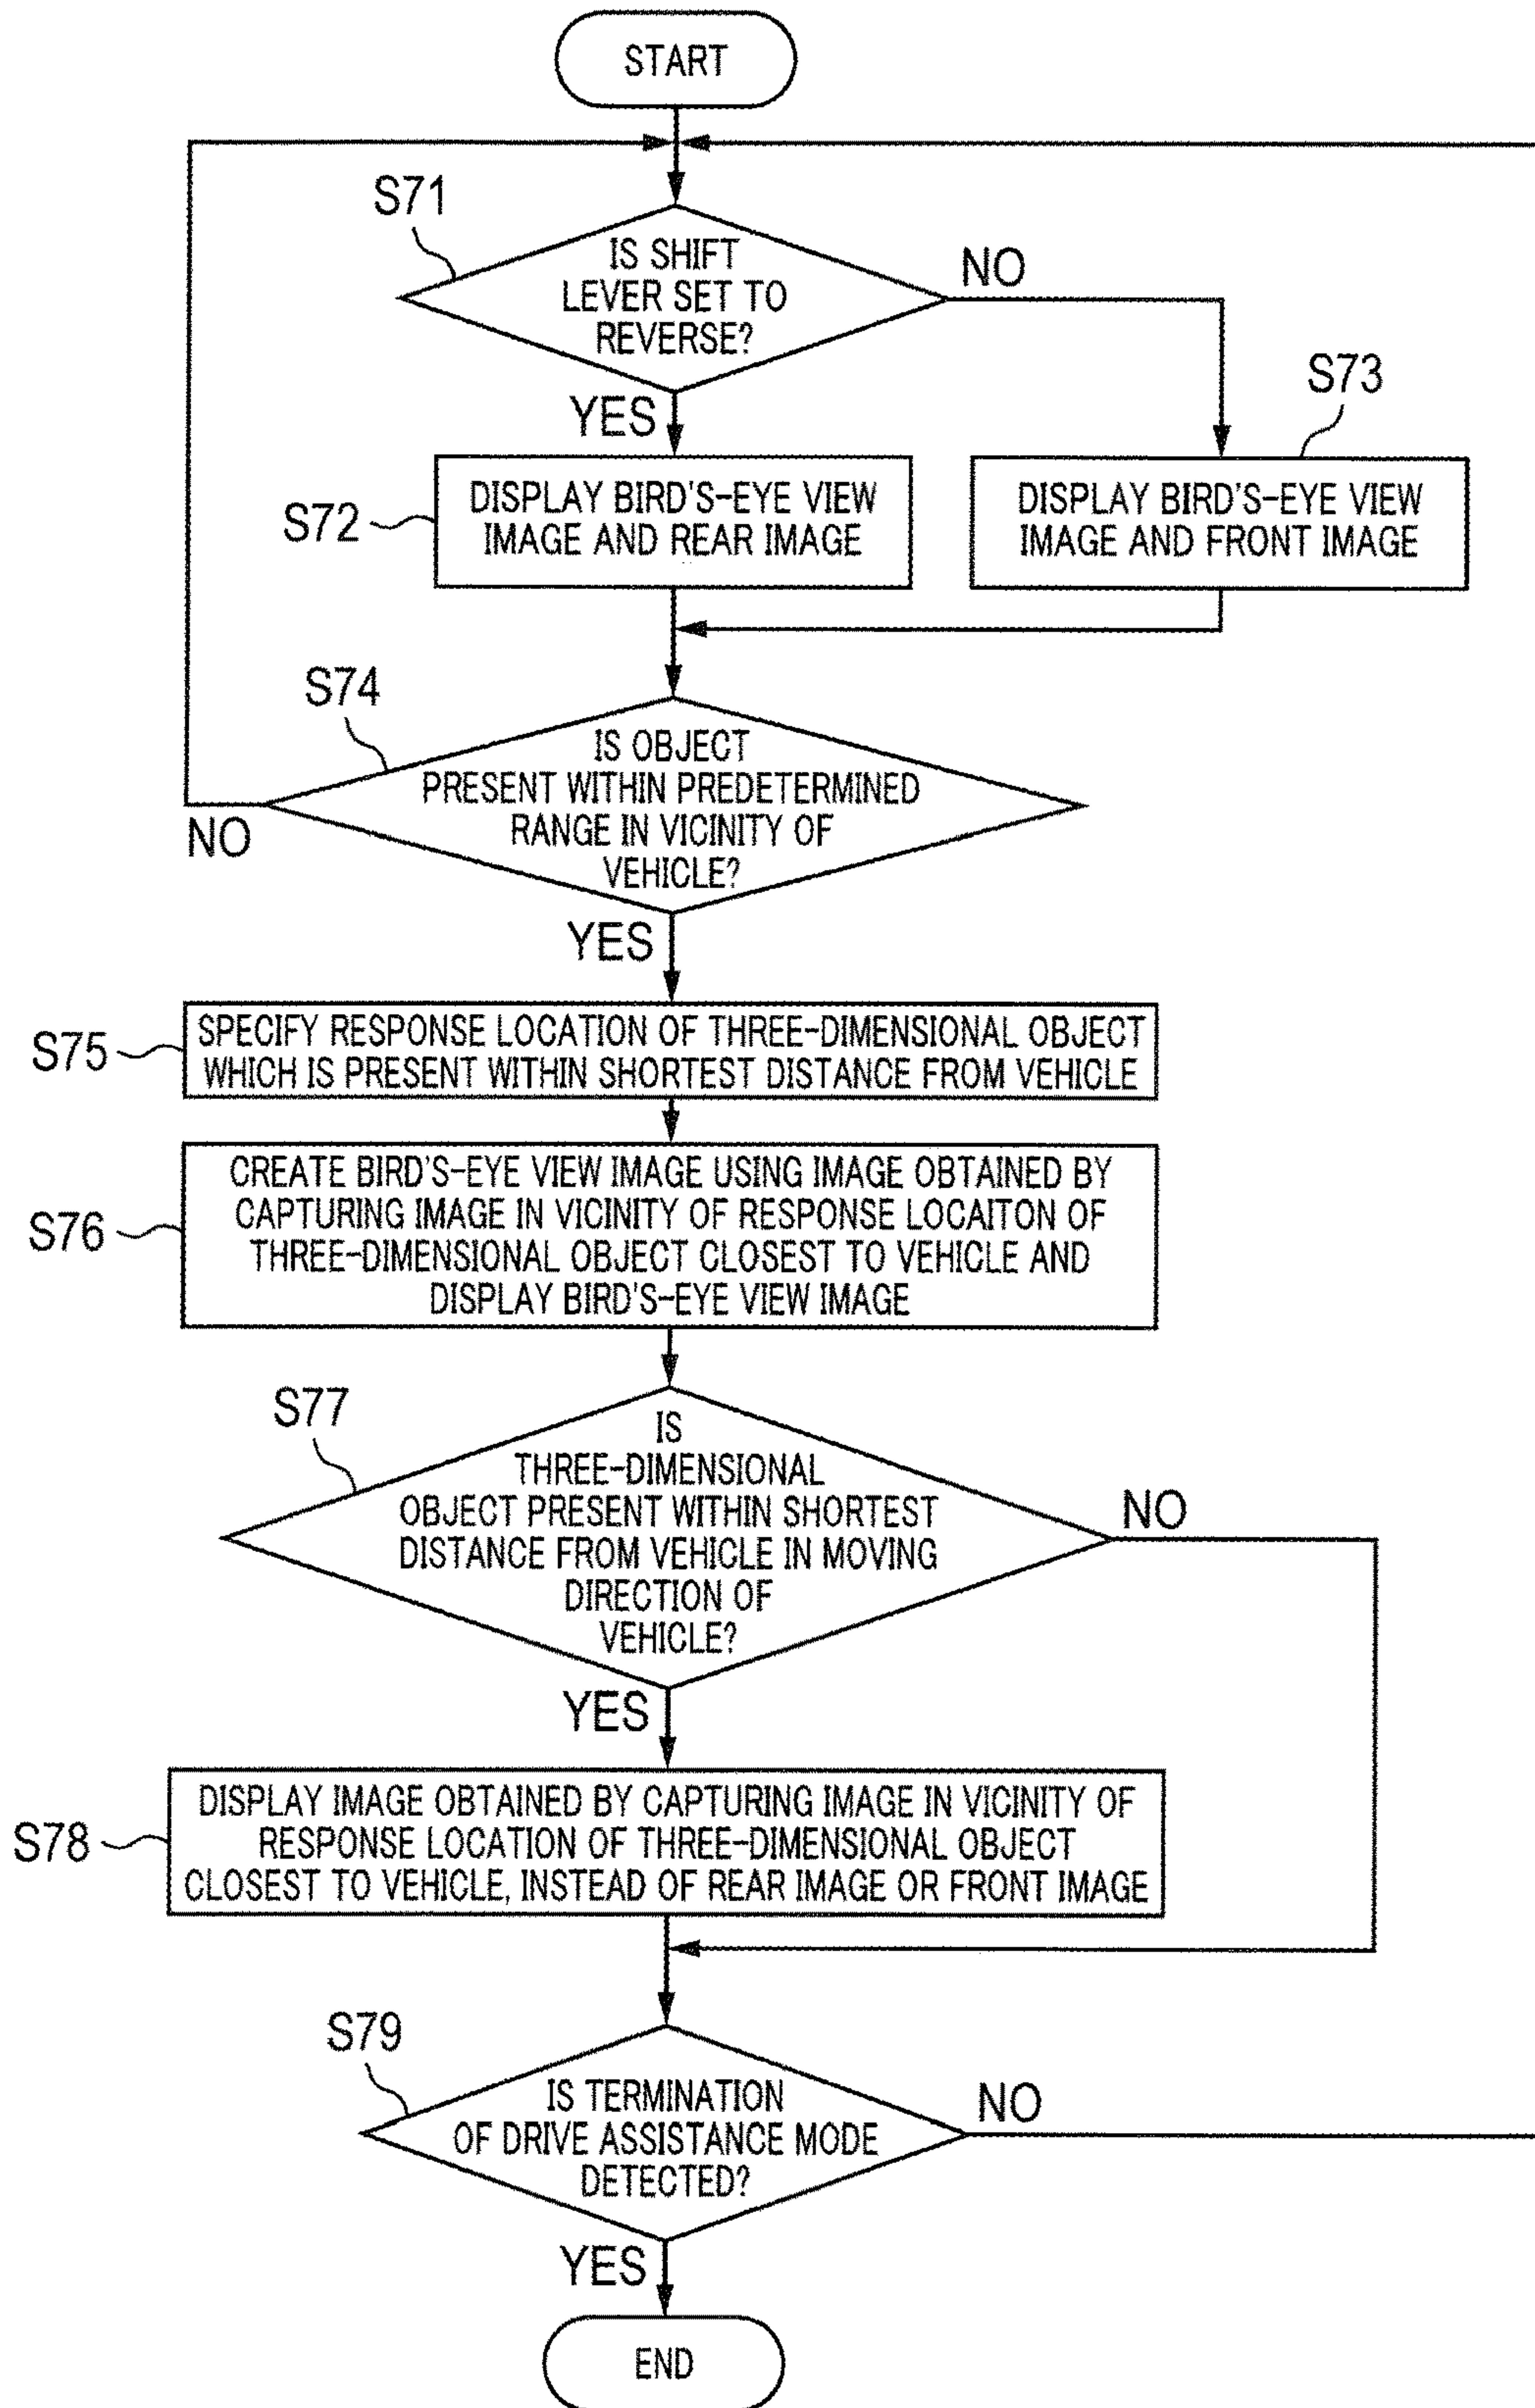 START
S71
IS SHIFT
LEVER SET TO
REVERSE?
NO
YES
S72
DISPLAY BIRD'S-EYE VIEW
IMAGE AND REAR IMAGE
S73
DISPLAY BIRD'S-EYE VIEW
IMAGE AND FRONT IMAGE
S74
IS OBJECT
PRESENT WITHIN PREDETERMINED
RANGE IN VICINITY OF
VEHICLE?
NO
YES
S75
SPECIFY RESPONSE LOCATION OF THREE-DIMENSIONAL OBJECT
WHICH IS PRESENT WITHIN SHORTEST DISTANCE FROM VEHICLE
S76
CREATE BIRD'S-EYE VIEW IMAGE USING IMAGE OBTAINED BY
CAPTURING IMAGE IN VICINITY OF RESPONSE LOCAITON OF
THREE-DIMENSIONAL OBJECT CLOSEST TO VEHICLE AND
DISPLAY BIRD'S-EYE VIEW IMAGE
S77
IS
THREE-DIMENSIONAL
OBJECT PRESENT WITHIN SHORTEST
DISTANCE FROM VEHICLE IN MOVING
DIRECTION OF
VEHICLE?
NO
YES
S78
DISPLAY IMAGE OBTAINED BY CAPTURING IMAGE IN VICINITY OF
RESPONSE LOCATION OF THREE-DIMENSIONAL OBJECT
CLOSEST TO VEHICLE, INSTEAD OF REAR IMAGE OR FRONT IMAGE
S79
IS TERMINATION
OF DRIVE ASSISTANCE MODE
DETECTED?
NO
YES
END